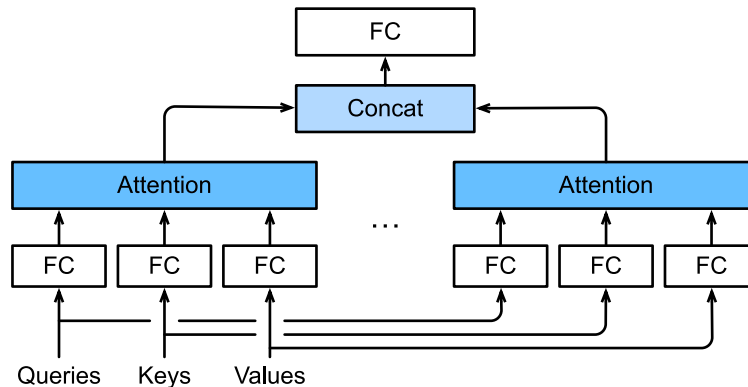 FC
Concat
Attention Attention
...
FC FC FC FC FC FC
Queries Keys Values